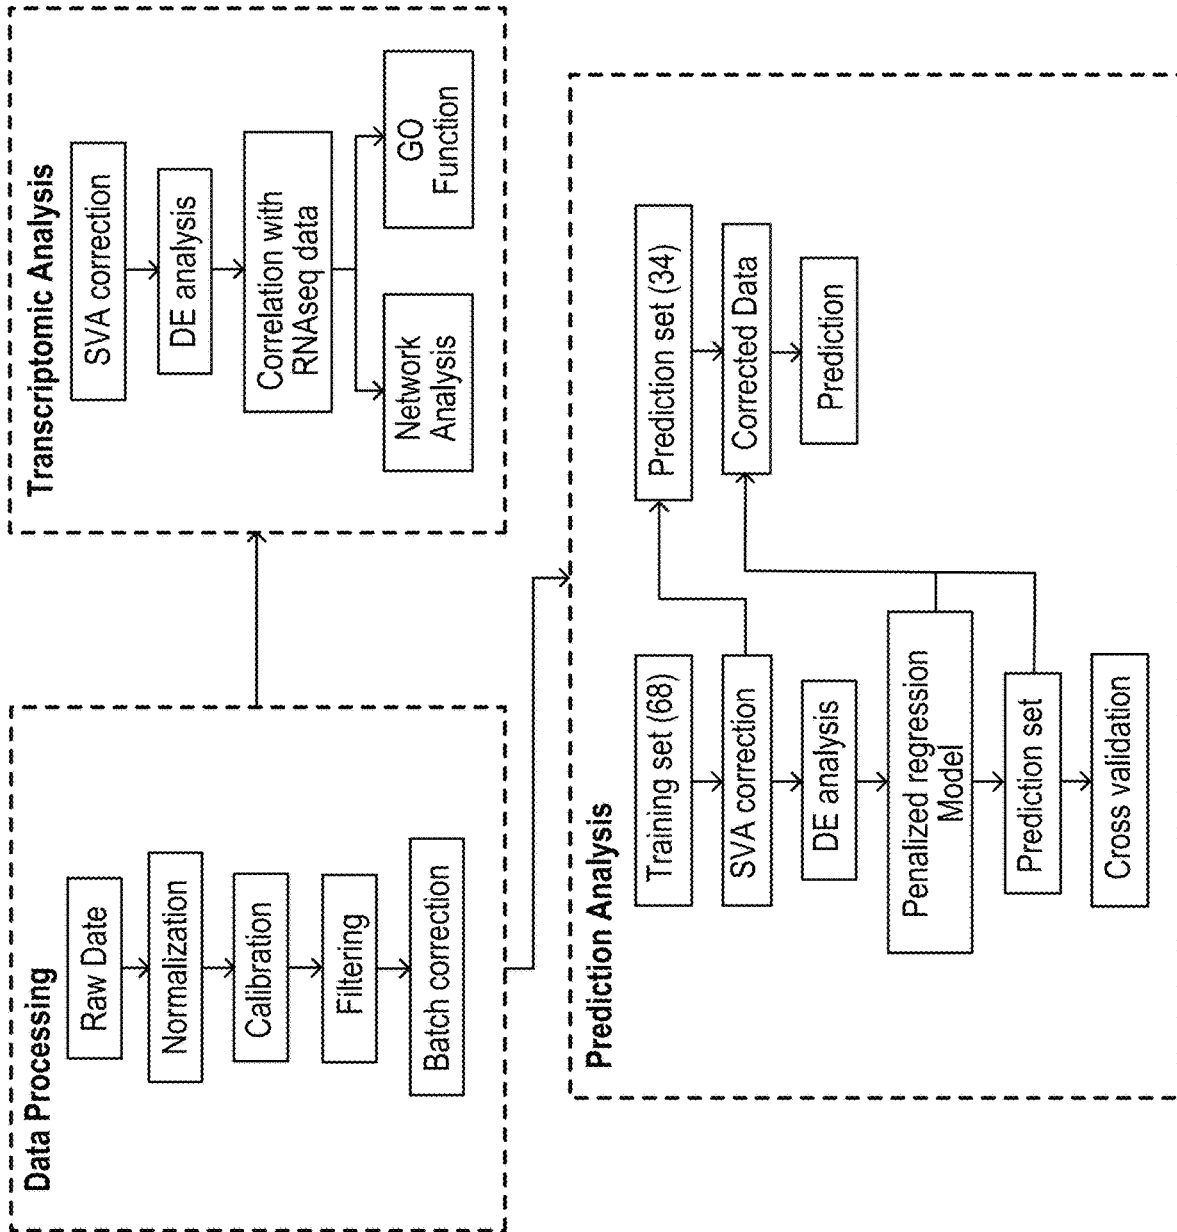 Data Processing
Raw Date
Normalization
Calibration
Filtering
Batch correction
Transcriptomic Analysis
SVA correction
DE analysis
Correlation with
RNAseq data
Network
Analysis
GO
Function
Prediction Analysis
Training set (68)
SVA correction
DE analysis
Penalized regression
Model
Prediction set
Cross validation
Prediction set (34)
Corrected Data
Prediction